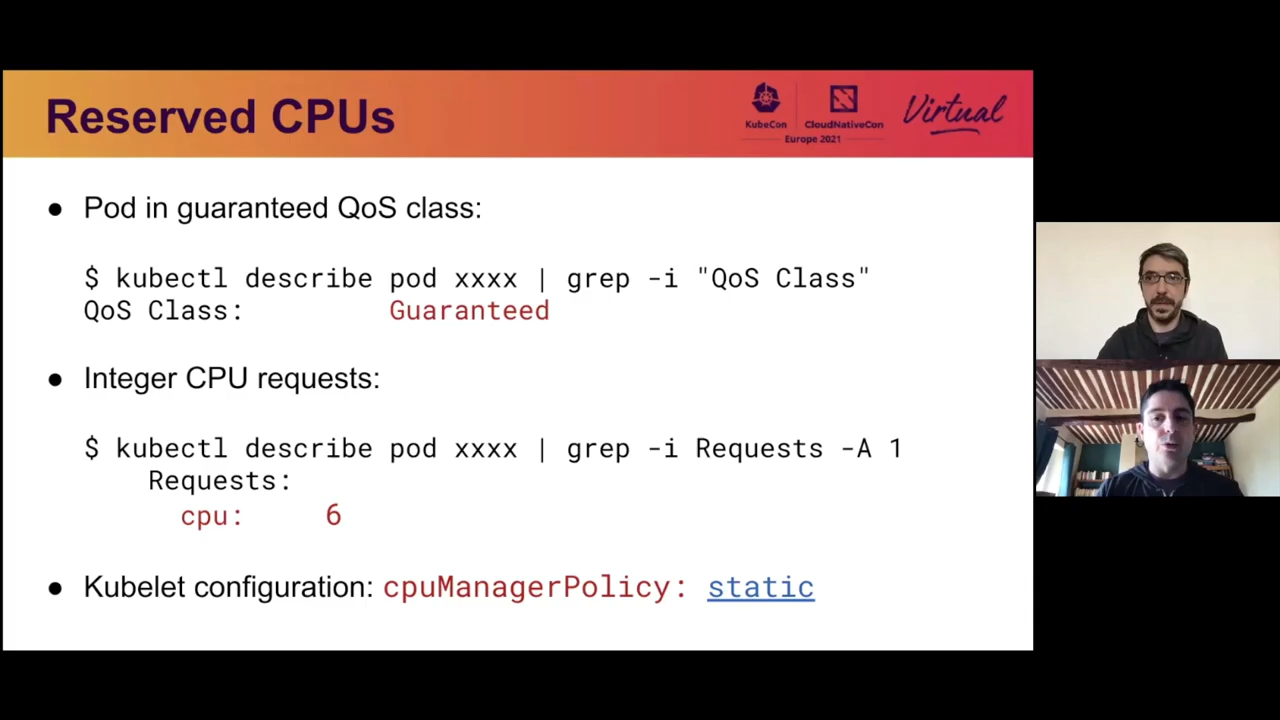 Reserved CPUs
KubeCon
CloudNativeCon
Europe 2021
Virtual
● Pod in guaranteed QoS class:
$ kubectl describe pod xxxx | grep -i "QoS Class"
QoS Class: Guaranteed
● Integer CPU requests:
$ kubectl describe pod xxxx | grep -i Requests -A 1
Requests:
cpu: 6
● Kubelet configuration: cpuManagerPolicy: static